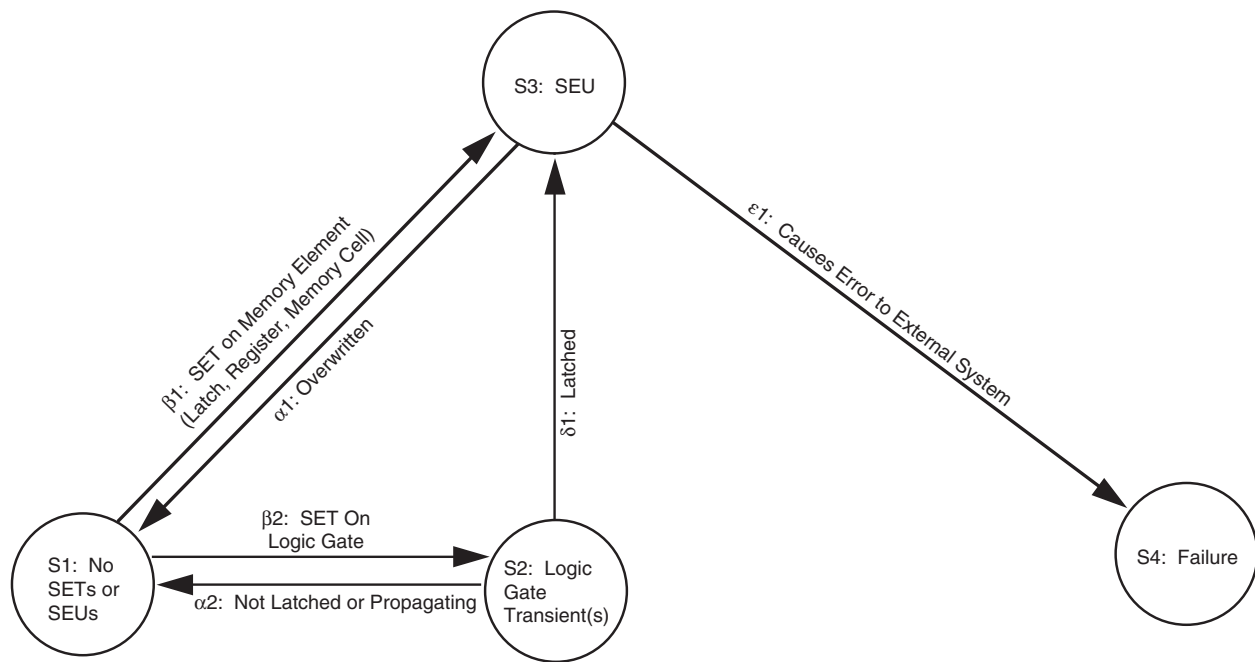 S3: SEU
ε1: Causes Error to External System
β1: SET on Memory Element
(Latch, Register, Memory Cell)
α1: Overwritten
δ1: Latched
β2: SET On
Logic Gate
α2: Not Latched or Propagating
S1: No
SETs or
SEUs
S2: Logic
Gate
Transient(s)
S4: Failure